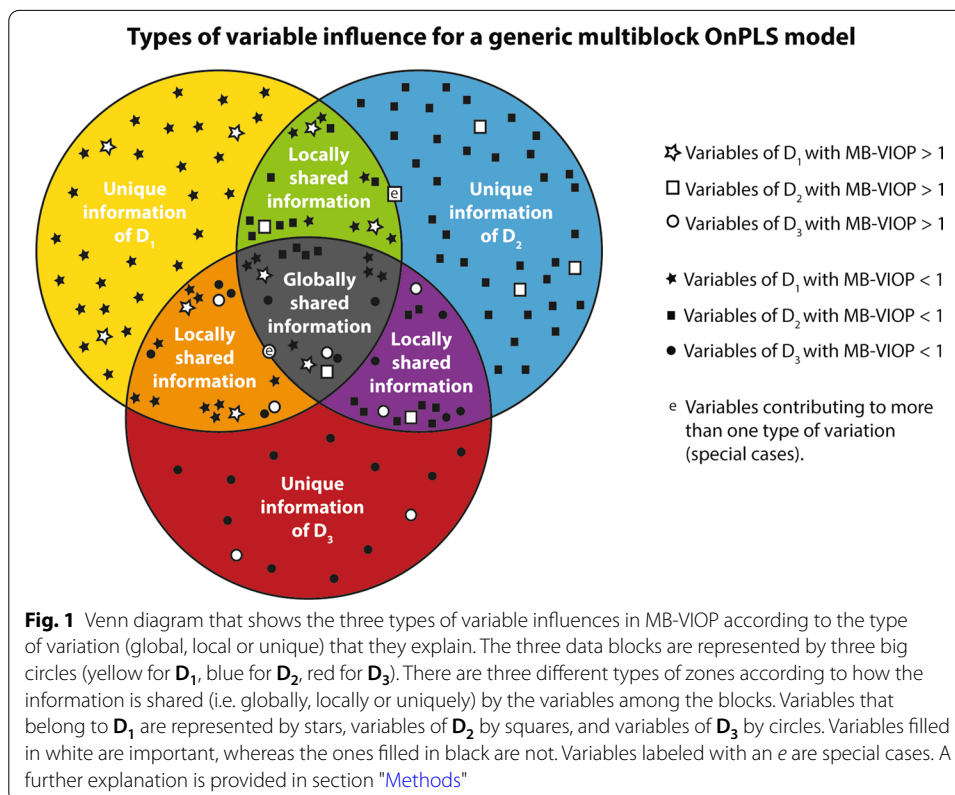 Types of variable influence for a generic multiblock OnPLS model
Unique
information
of D1
Locally
shared
information
e
Unique
information
of D2
Globally
shared
information
e
Locally
shared
information
Locally
shared
information
Unique
information
of D3
Variables of D1 with MB-VIOP > 1
Variables of D2 with MB-VIOP > 1
Variables of D3 with MB-VIOP > 1
Variables of D1 with MB-VIOP < 1
Variables of D2 with MB-VIOP < 1
Variables of D3 with MB-VIOP < 1
e Variables contributing to more
than one type of variation
(special cases).
Fig. 1 Venn diagram that shows the three types of variable influences in MB-VIOP according to the type
of variation (global, local or unique) that they explain. The three data blocks are represented by three big
circles (yellow for D1, blue for D2, red for D3). There are three different types of zones according to how the
information is shared (i.e. globally, locally or uniquely) by the variables among the blocks. Variables that
belong to D1 are represented by stars, variables of D2 by squares, and variables of D3 by circles. Variables filled
in white are important, whereas the ones filled in black are not. Variables labeled with an e are special cases. A
further explanation is provided in section "Methods"